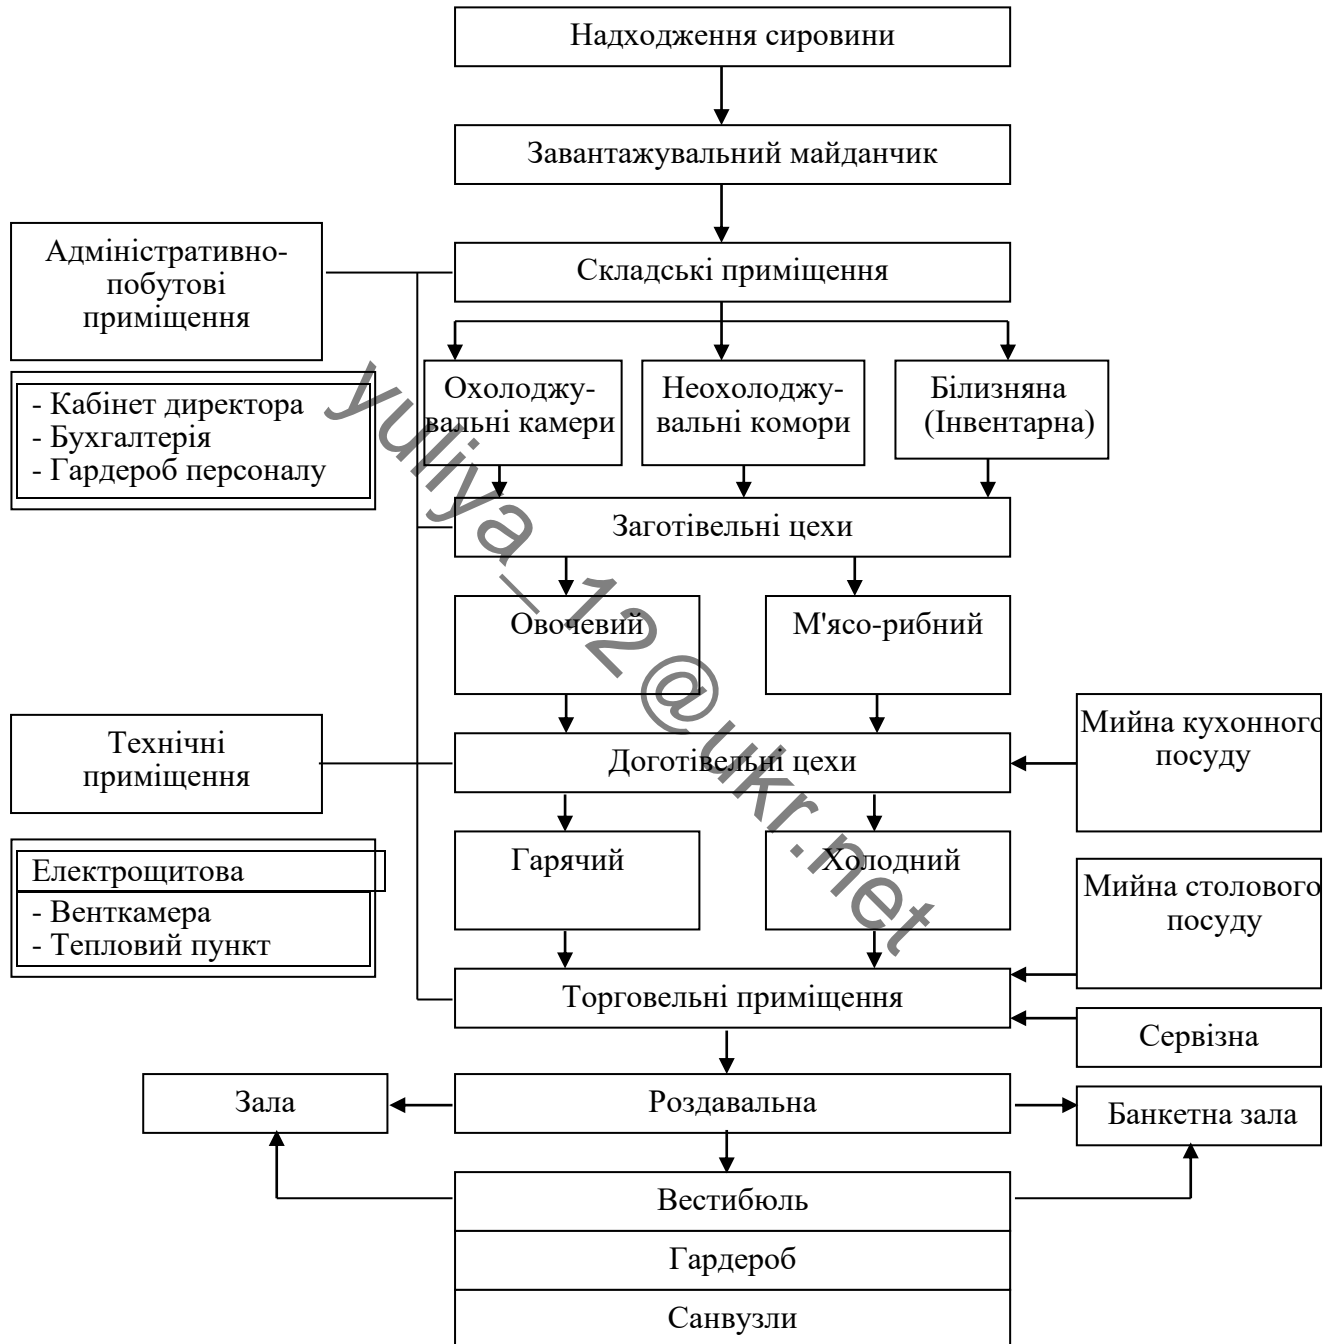 Надходження сировини
Завантажувальний майданчик
Адміністративно-
побутові
приміщення
Складські приміщення
- Кабінет директора
- Бухгалтерія
- Гардероб персоналу
Охолоджу-
вальні камери
Неохолоджу-
вальні комори
Білизняна
(Інвентарна)
Заготівельні цехи
Овочевий
М'ясо-рибний
Технічні
приміщення
Доготівельні цехи
Мийна кухонного
посуду
Електрощитова
- Венткамера
- Тепловий пункт
Гарячий
Холодний
Мийна столового
посуду
Торговельні приміщення
Сервізна
Зала
Роздавальна
Банкетна зала
Вестибюль
Гардероб
Санвузли
yuliya_12@ukr.net